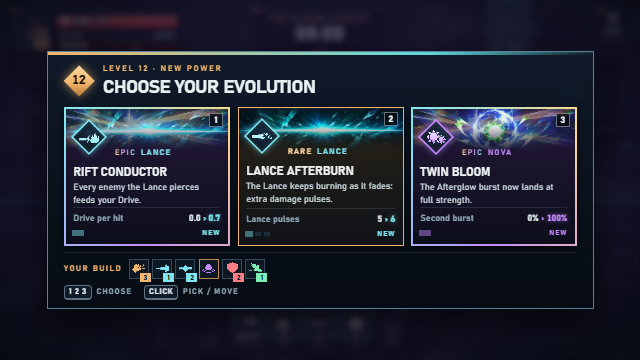 12
LEVEL 12 · NEW POWER
CHOOSE YOUR EVOLUTION
1
EPIC LANCE
RIFT CONDUCTOR
Every enemy the Lance pierces
feeds your Drive.
Drive per hit 0.0 › 0.7
NEW
2
RARE LANCE
LANCE AFTERBURN
The Lance keeps burning as it fades:
extra damage pulses.
Lance pulses 5 › 6
NEW
3
EPIC NOVA
TWIN BLOOM
The Afterglow burst now lands at
full strength.
Second burst 0% › 100%
NEW
YOUR BUILD 3 1 2 2 1
1 2 3 CHOOSE CLICK PICK / MOVE